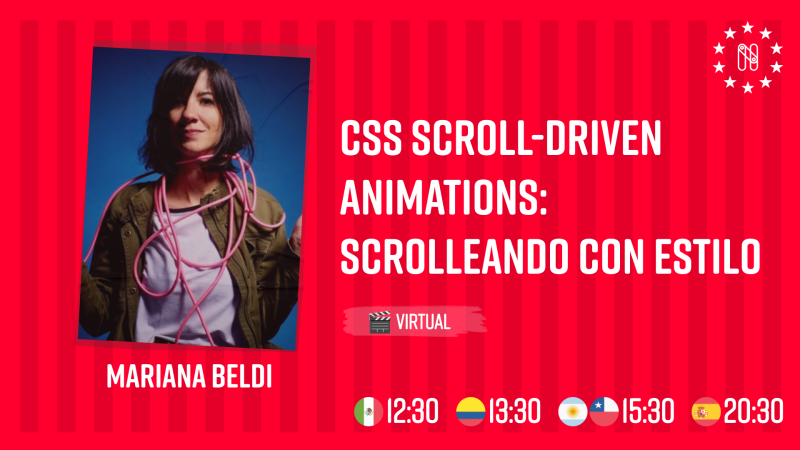 CSS SCROLL-DRIVEN
ANIMATIONS:
SCROLLEANDO CON ESTILO
VIRTUAL
MARIANA BELDI
12:30 13:30 15:30 20:30